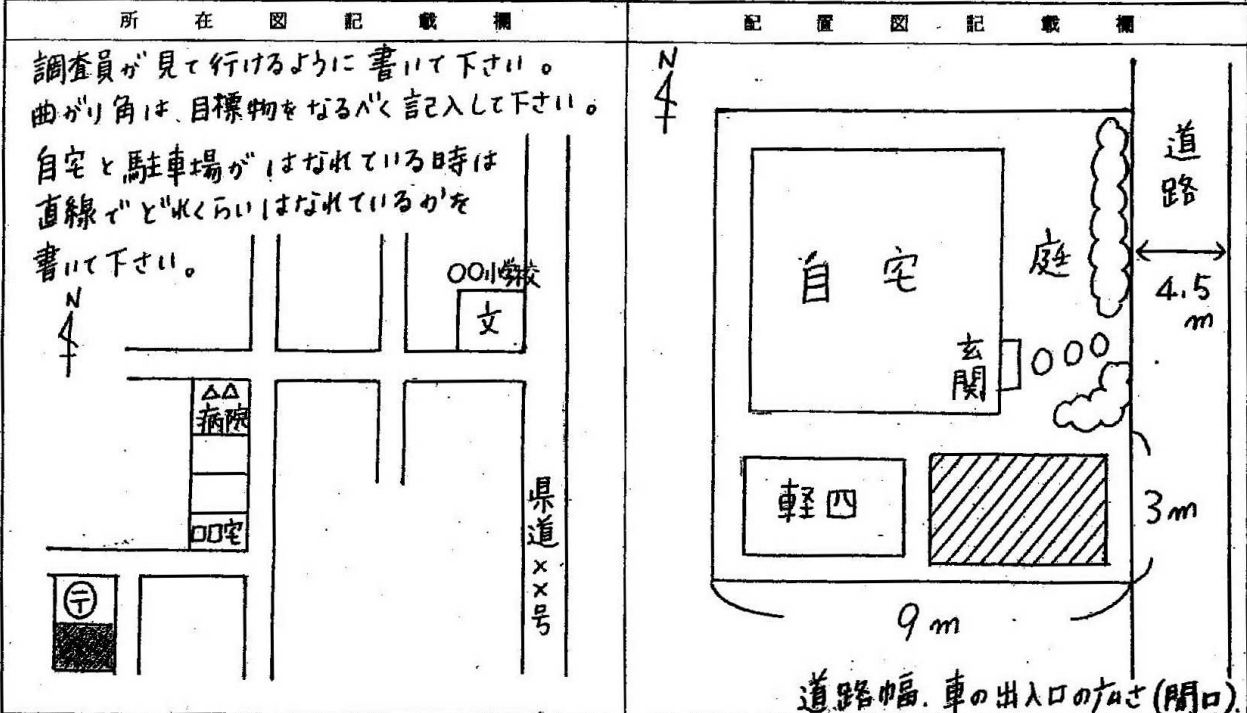 所在図記載欄
調査員が見て行けるように書いて下さい。
曲がり角は、目標物をなるべく記入して下さい。
自宅と駐車場がはなれている時は
直線でどれくらいはなれているかを
書いて下さい。
N
〇〇小学校
文
△△
病院
□□宅
〒
県道××号
配置図記載欄
N
自宅
庭
玄関
道路
4.5
m
軽四
3m
9m
道路幅、車の出入口の広さ(間口)、